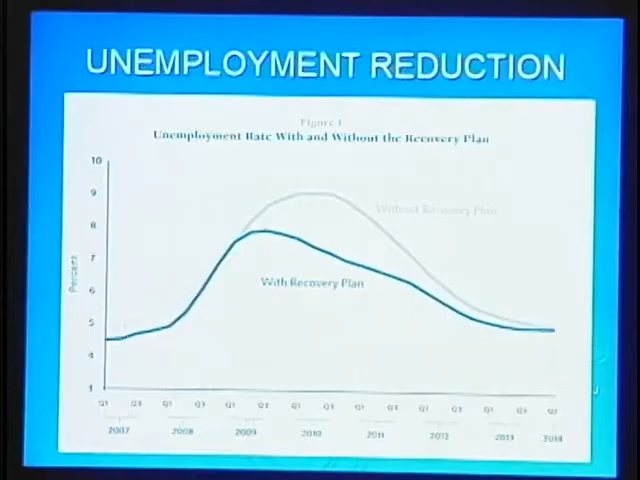 UNEMPLOYMENT REDUCTION
Figure 1
Unemployment Rate With and Without the Recovery Plan
10
9
8
7
6
5
4
Percent
Without Recovery Plan
With Recovery Plan
Q1 Q3 Q1 Q3 Q1 Q3 Q1 Q3 Q1 Q3 Q1 Q3 Q1 Q3 Q1
2007 2008 2009 2010 2011 2012 2013 2014